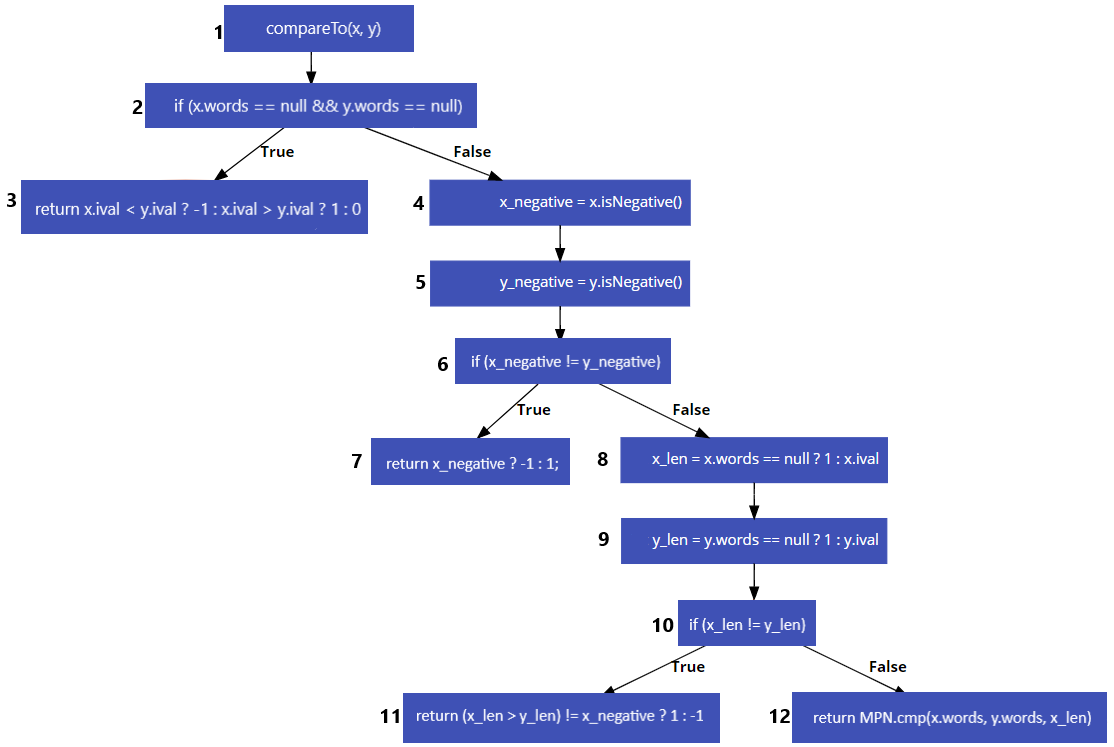 1 compareTo(x, y)
2 if (x.words == null && y.words == null)
True False
3 return x.ival < y.ival ? -1 : x.ival > y.ival ? 1 : 0
4 x_negative = x.isNegative()
5 y_negative = y.isNegative()
6 if (x_negative != y_negative)
True False
7 return x_negative ? -1 : 1;
8 x_len = x.words == null ? 1 : x.ival
9 y_len = y.words == null ? 1 : y.ival
10 if (x_len != y_len)
True False
11 return (x_len > y_len) != x_negative ? 1 : -1
12 return MPN.cmp(x.words, y.words, x_len)